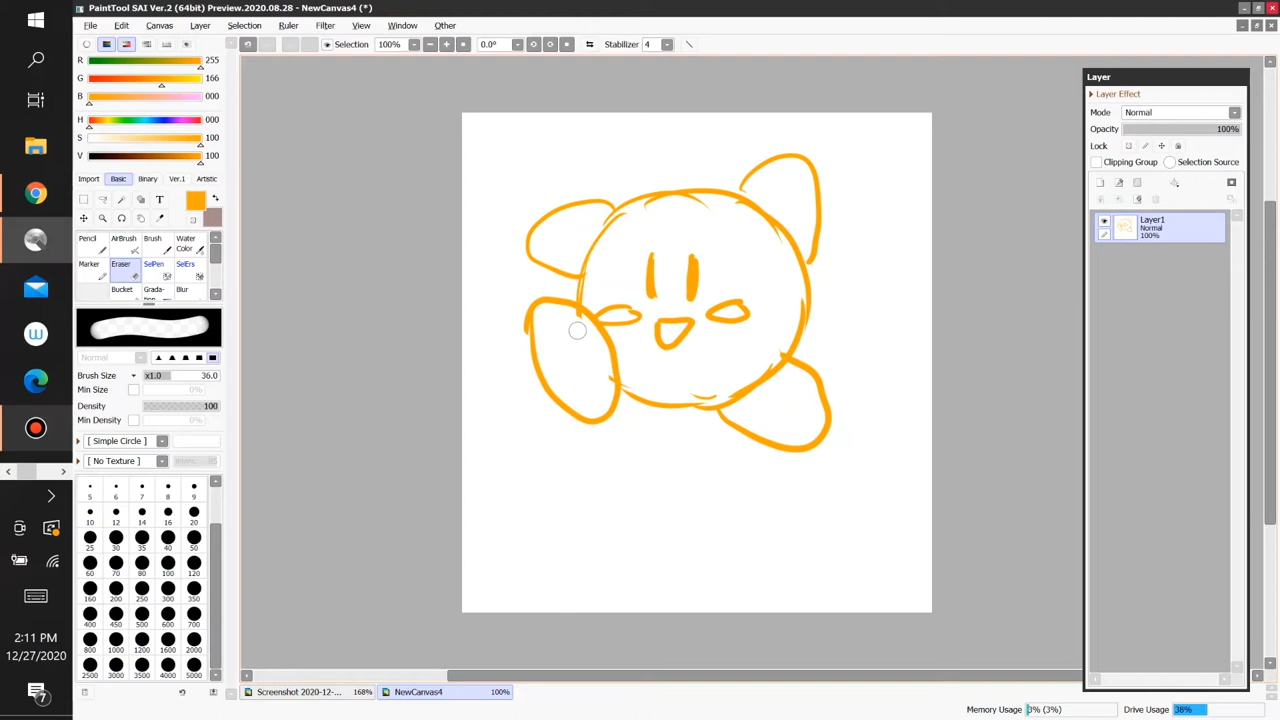 PaintTool SAI Ver.2 (64bit) Preview.2020.08.28 - NewCanvas4 (*)
File Edit Canvas Layer Selection Ruler Filter View Window Other
Selection 100% 0.0° Stabilizer 4
R 255
G 166
B 000
H 000
S 100
V 100
Import Basic Binary Ver.1 Artistic
T
Pencil AirBrush Brush Water Color
Marker Eraser SelPen SelErs
Bucket Grada-tion Blur
Normal
Brush Size x1.0 36.0
Min Size 0%
Density 100
Min Density 0%
[ Simple Circle ]
[ No Texture ]
5 6 7 8 9
10 12 14 16 20
25 30 35 40 50
60 70 80 100 120
160 200 250 300 350
400 450 500 600 700
800 1000 1200 1600 2000
2500 3000 3500 4000 5000
Layer
Layer Effect
Mode Normal
Opacity 100%
Lock
Clipping Group Selection Source
Layer1
Normal
100%
2:11 PM
12/27/2020
7
Screenshot 2020-12-... 168% NewCanvas4 100%
Memory Usage 3% (3%) Drive Usage 38%